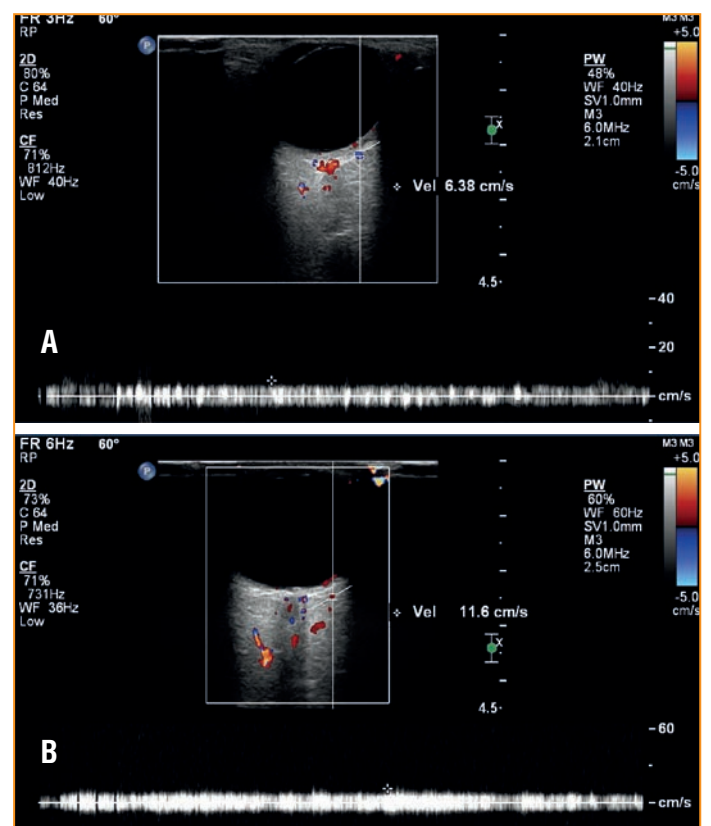 FR 3Hz 60°
RP
M3 M3
+5.0
P
2D
80%
C 64
P Med
Res
PW
48%
WF 40Hz
SV1.0mm
M3
6.0MHz
2.1cm
x
CF
71%
812Hz
WF 40Hz
Low
-5.0
cm/s
Vel 6.38 cm/s
4.5
40
A
20
cm/s
FR 6Hz 60°
RP
M3 M3
+5.0
P
2D
73%
C 64
P Med
Res
PW
60%
WF 60Hz
SV1.0mm
M3
6.0MHz
2.5cm
CF
71%
731Hz
WF 36Hz
Low
-5.0
cm/s
Vel 11.6 cm/s
x
4.5
60
B
cm/s